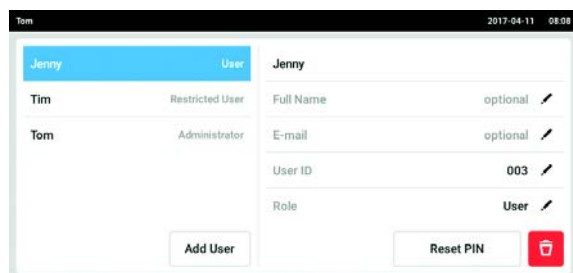 Tom 2017-04-11 08:08
Jenny User
Tim Restricted User
Tom Administrator
Add User
Jenny
Full Name optional
E-mail optional
User ID 003
Role User
Reset PIN